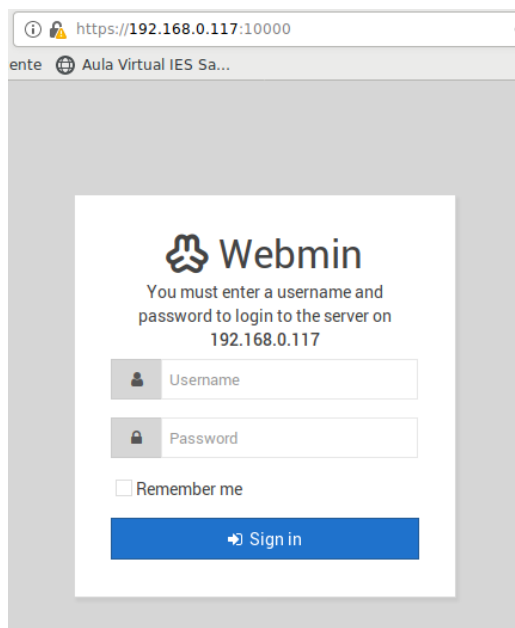 https://192.168.0.117:10000
ente Aula Virtual IES Sa...
Webmin
You must enter a username and
password to login to the server on
192.168.0.117
Username
Password
Remember me
Sign in